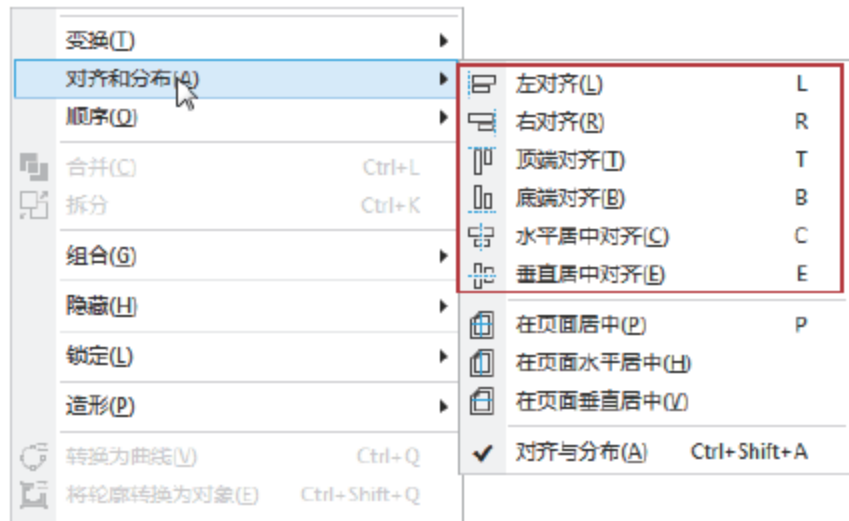 变换(T)
对齐和分布(A)
顺序(O)
合并(C) Ctrl+L
拆分 Ctrl+K
组合(G)
隐藏(H)
锁定(L)
造形(P)
转换为曲线(V) Ctrl+Q
将轮廓转换为对象(E) Ctrl+Shift+Q
左对齐(L) L
右对齐(R) R
顶端对齐(T) T
底端对齐(B) B
水平居中对齐(C) C
垂直居中对齐(E) E
在页面居中(P) P
在页面水平居中(H)
在页面垂直居中(V)
对齐与分布(A) Ctrl+Shift+A